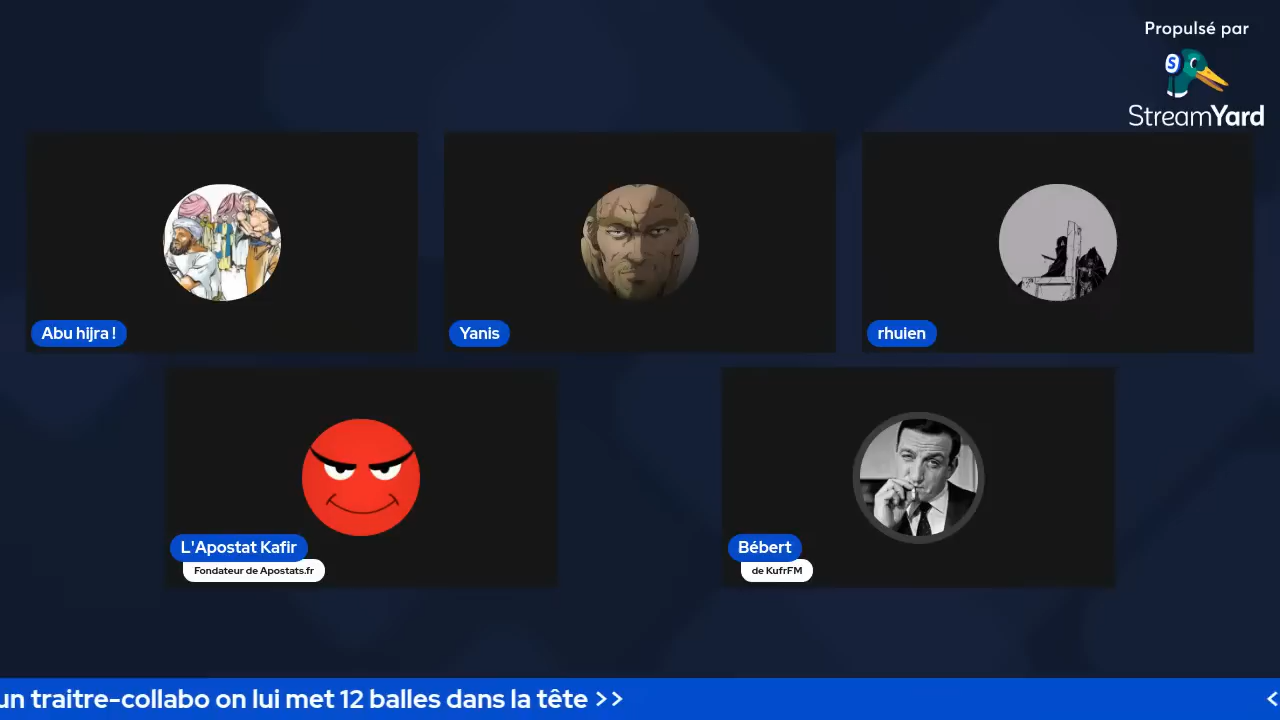 Propulsé par
S
StreamYard
Abu hijra !
Yanis
rhuien
L'Apostat Kafir
Fondateur de Apostats.fr
Bébert
de KufrFM
un traitre-collabo on lui met 12 balles dans la tête >> <